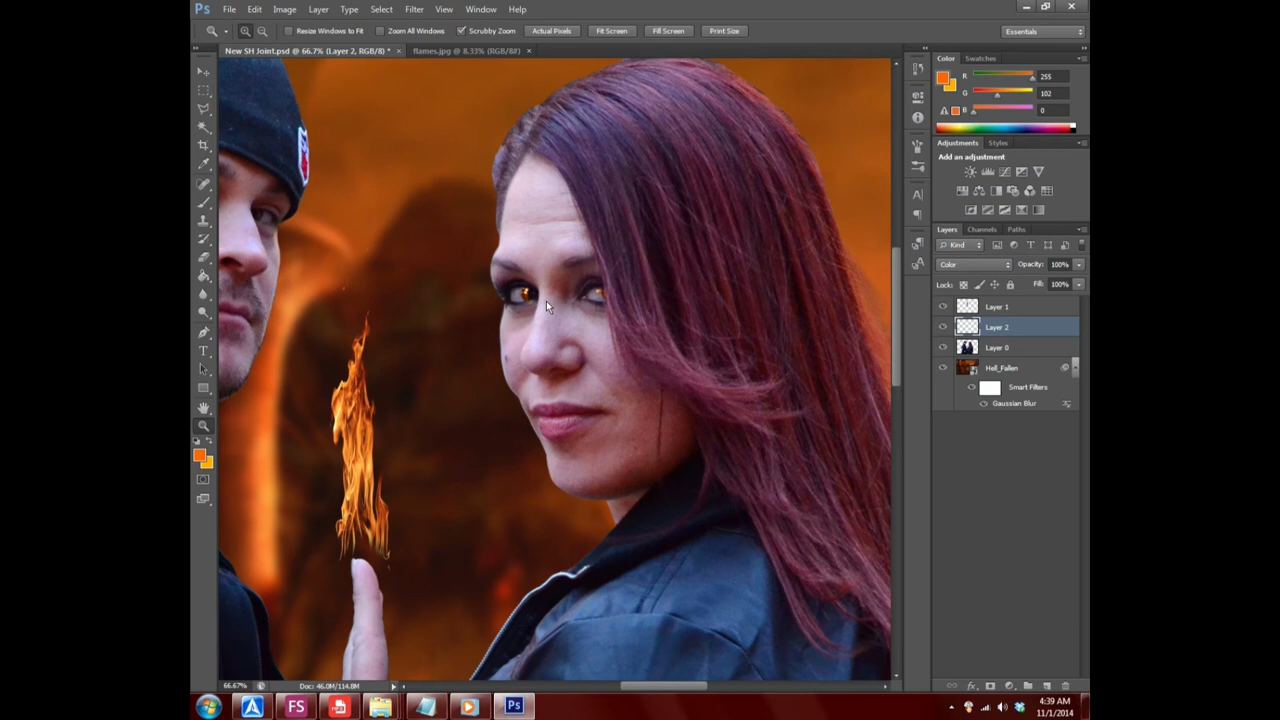 Ps File Edit Image Layer Type Select Filter View Window Help
Resize Windows to Fit Zoom All Windows Scrubby Zoom Actual Pixels Fit Screen Fill Screen Print Size Essentials
New SH Joint.psd @ 66.7% (Layer 2, RGB/8) * × flames.jpg @ 8.33% (RGB/8#) ×
Color Swatches
R 255
G 102
B 0
Adjustments Styles
Add an adjustment
Layers Channels Paths
Kind
Color Opacity: 100%
Lock: Fill: 100%
Layer 1
Layer 2
Layer 0
Hell_Fallen
Smart Filters
Gaussian Blur
66.67% Doc: 46.0M/114.8M
FS Ps
4:39 AM
11/1/2014